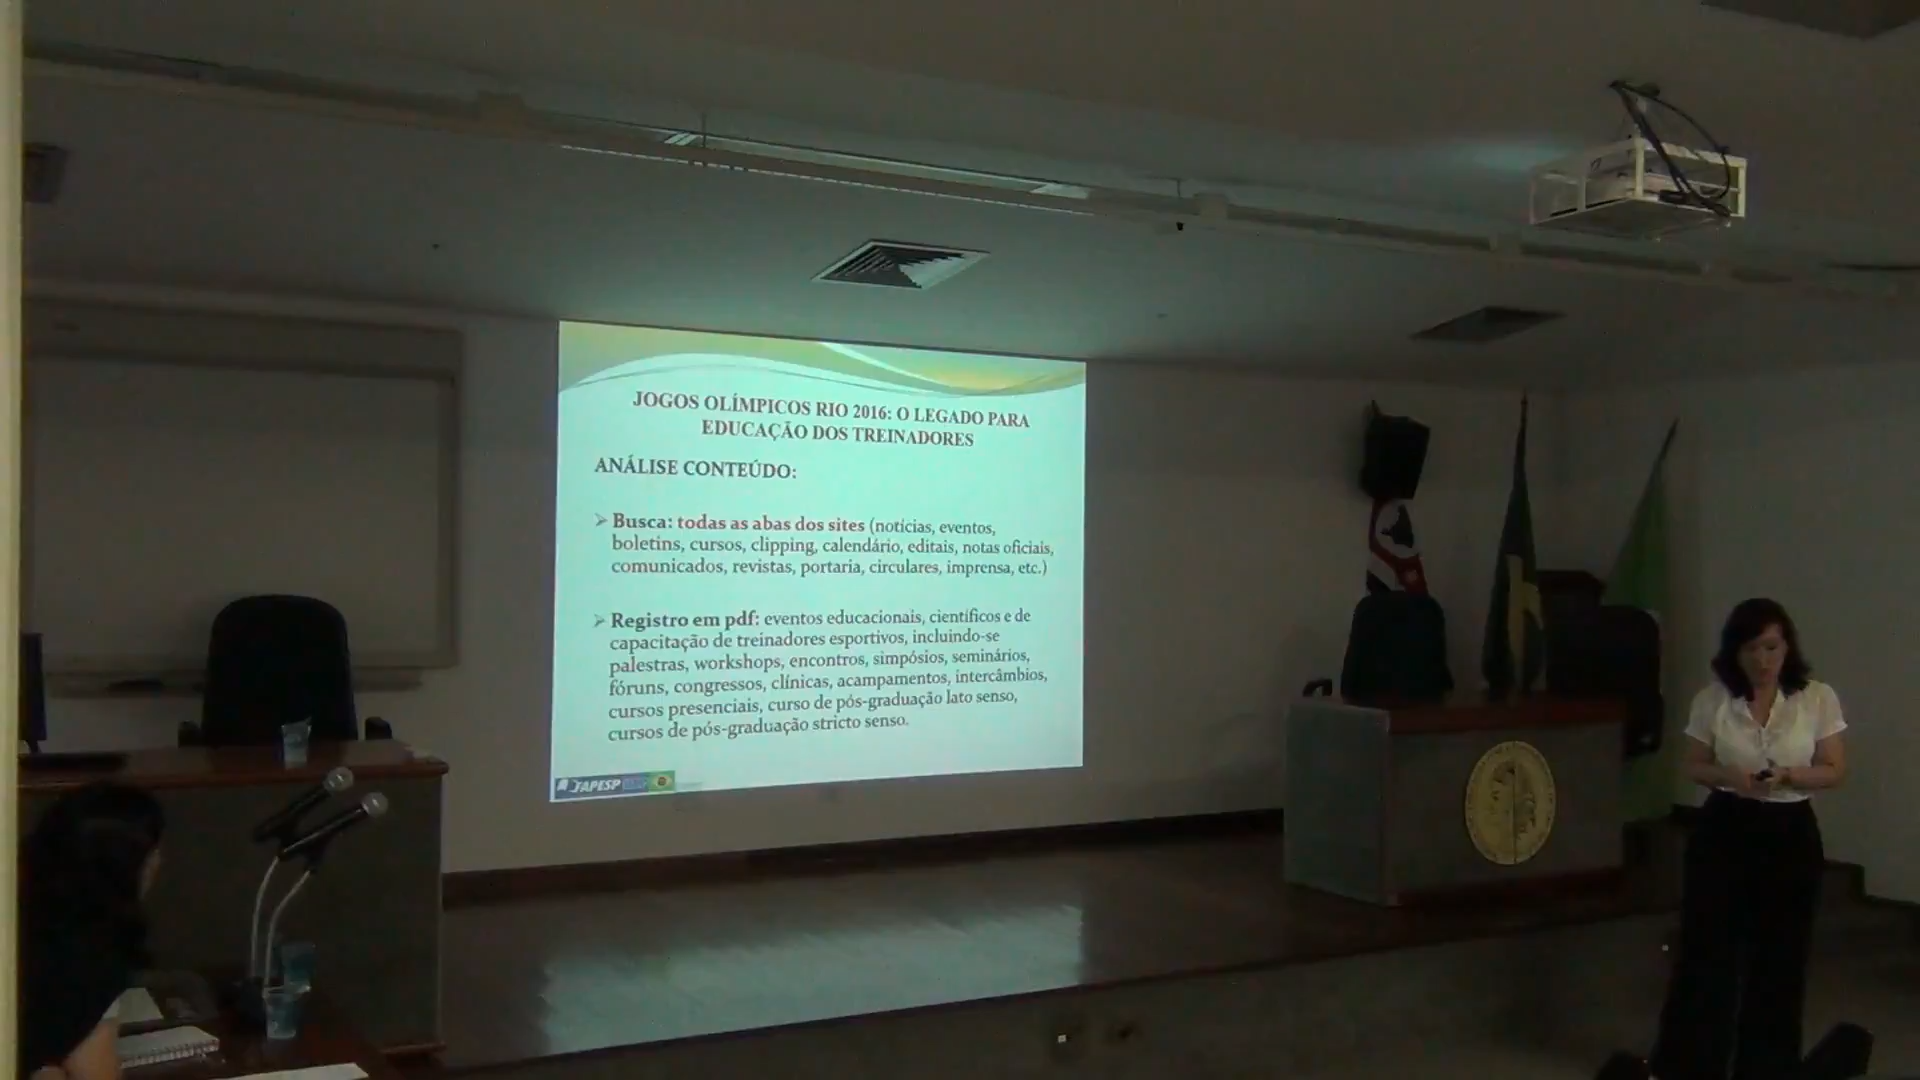 JOGOS OLÍMPICOS RIO 2016: O LEGADO PARA
EDUCAÇÃO DOS TREINADORES
ANÁLISE CONTEÚDO:
➢ Busca: todas as abas dos sites (notícias, eventos,
boletins, cursos, clipping, calendário, editais, notas oficiais,
comunicados, revistas, portaria, circulares, imprensa, etc.)
➢ Registro em pdf: eventos educacionais, científicos e de
capacitação de treinadores esportivos, incluindo-se
palestras, workshops, encontros, simpósios, seminários,
fóruns, congressos, clínicas, acampamentos, intercâmbios,
cursos presenciais, curso de pós-graduação lato senso,
cursos de pós-graduação stricto senso.
FAPESP